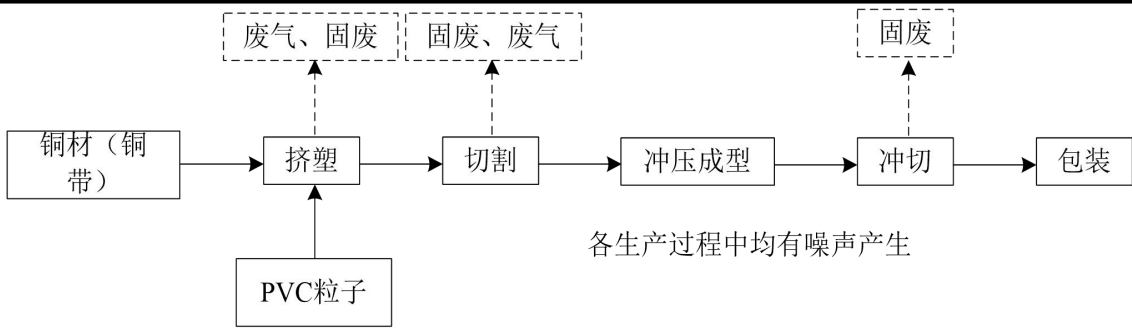 废气、固废
固废、废气
固废
铜材（铜
带）
挤塑
切割
冲压成型
冲切
包装
各生产过程中均有噪声产生
PVC粒子